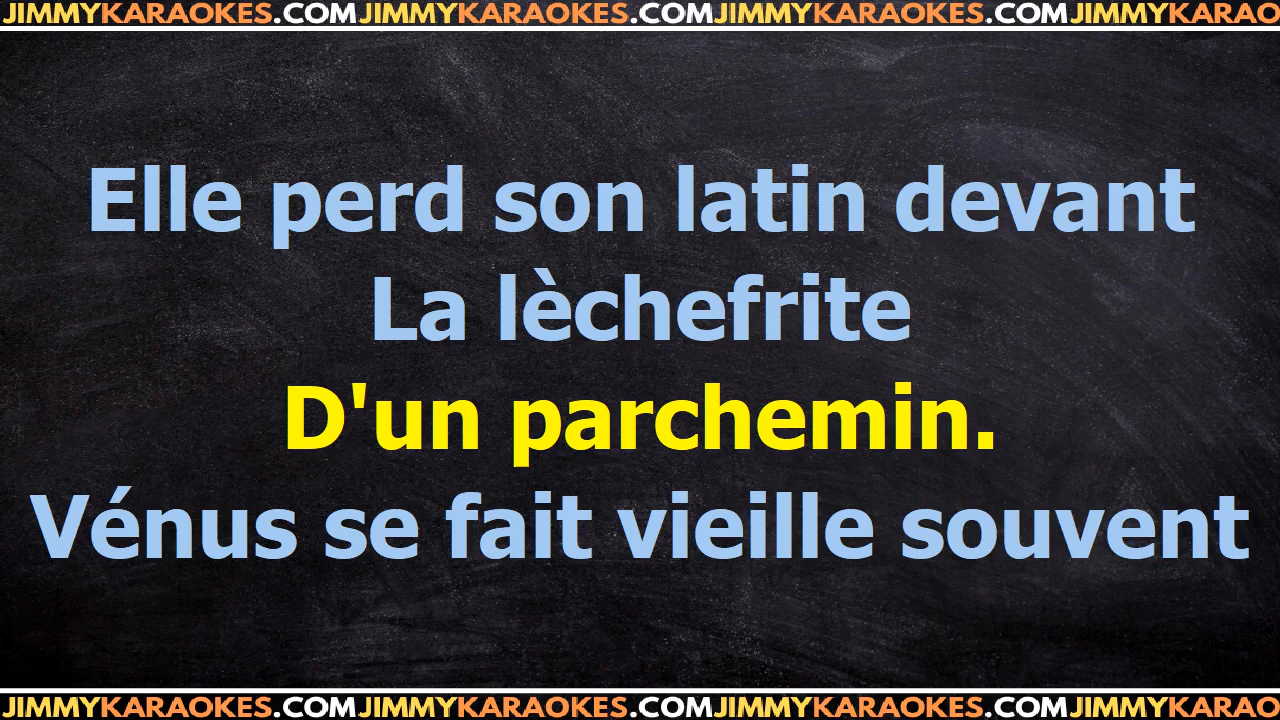 JIMMYKARAOKES.COMJIMMYKARAOKES.COMJIMMYKARAOKES.COMJIMMYKARAO
Elle perd son latin devant
La lèchefrite
D'un parchemin.
Vénus se fait vieille souvent
JIMMYKARAOKES.COMJIMMYKARAOKES.COMJIMMYKARAOKES.COMJIMMYKARAO